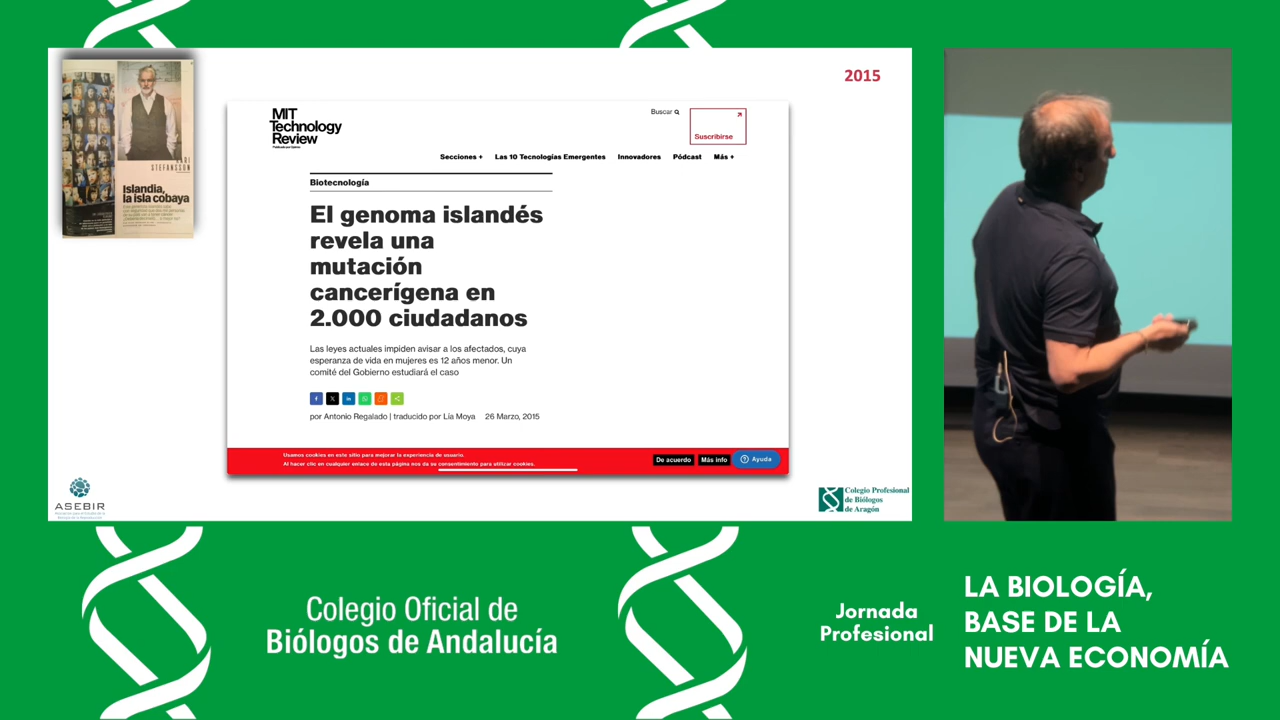 2015
KARI
STEFANSSON
Islandia,
la isla cobaya
MIT
Technology
Review
Buscar
Suscribirse
Secciones + Las 10 Tecnologías Emergentes Innovadores Pódcast Más +
Biotecnología
El genoma islandés
revela una
mutación
cancerígena en
2.000 ciudadanos
Las leyes actuales impiden avisar a los afectados, cuya
esperanza de vida en mujeres es 12 años menor. Un
comité del Gobierno estudiará el caso
por Antonio Regalado | traducido por Lía Moya 26 Marzo, 2015
Usamos cookies en este sitio para mejorar la experiencia de usuario.
Al hacer clic en cualquier enlace de esta página nos da su consentimiento para utilizar cookies.
De acuerdo Más info Ayuda
ASEBIR
Colegio Profesional
de Biólogos
de Aragón
Colegio Oficial de
Biólogos de Andalucía
Jornada
Profesional
LA BIOLOGÍA,
BASE DE LA
NUEVA ECONOMÍA